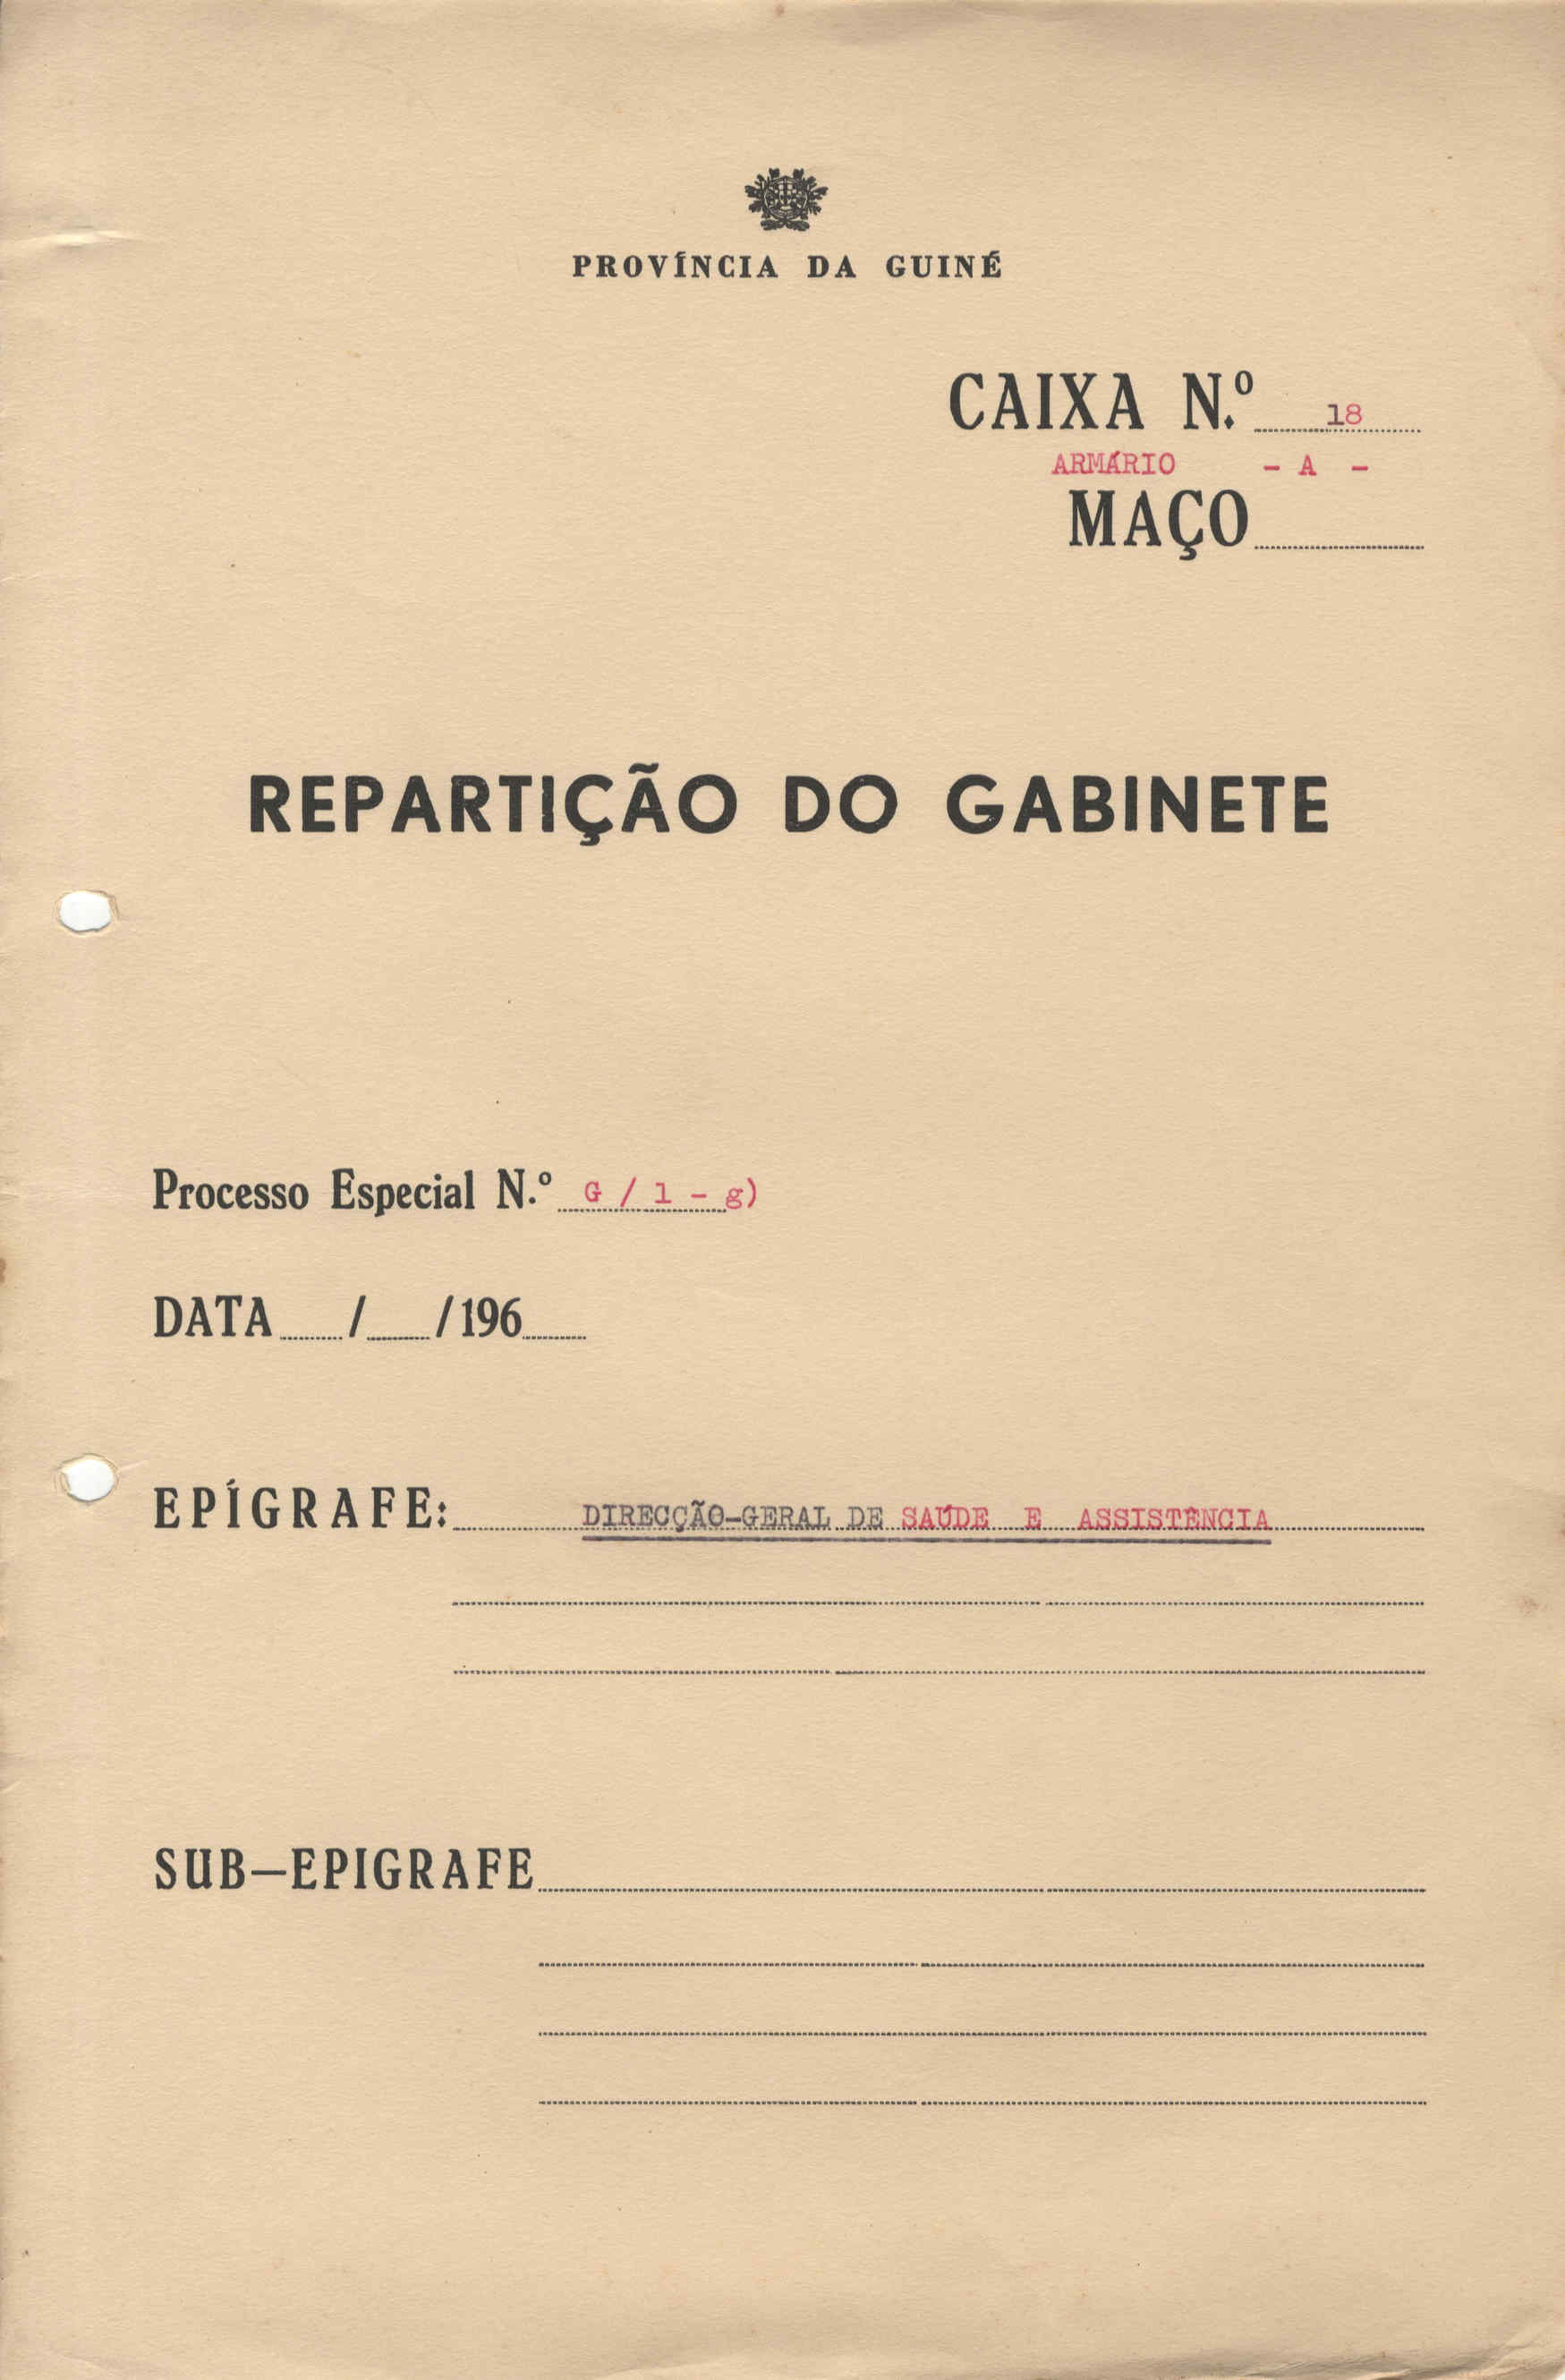 PROVÍNCIA DA GUINÉ
CAIXA N.º 18
ARMÁRIO - A -
MAÇO
REPARTIÇÃO DO GABINETE
Processo Especial N.º G / 1 - g)
DATA / /196
EPÍGRAFE: DIRECÇÃO-GERAL DE SAÚDE E ASSISTÊNCIA
SUB—EPIGRAFE